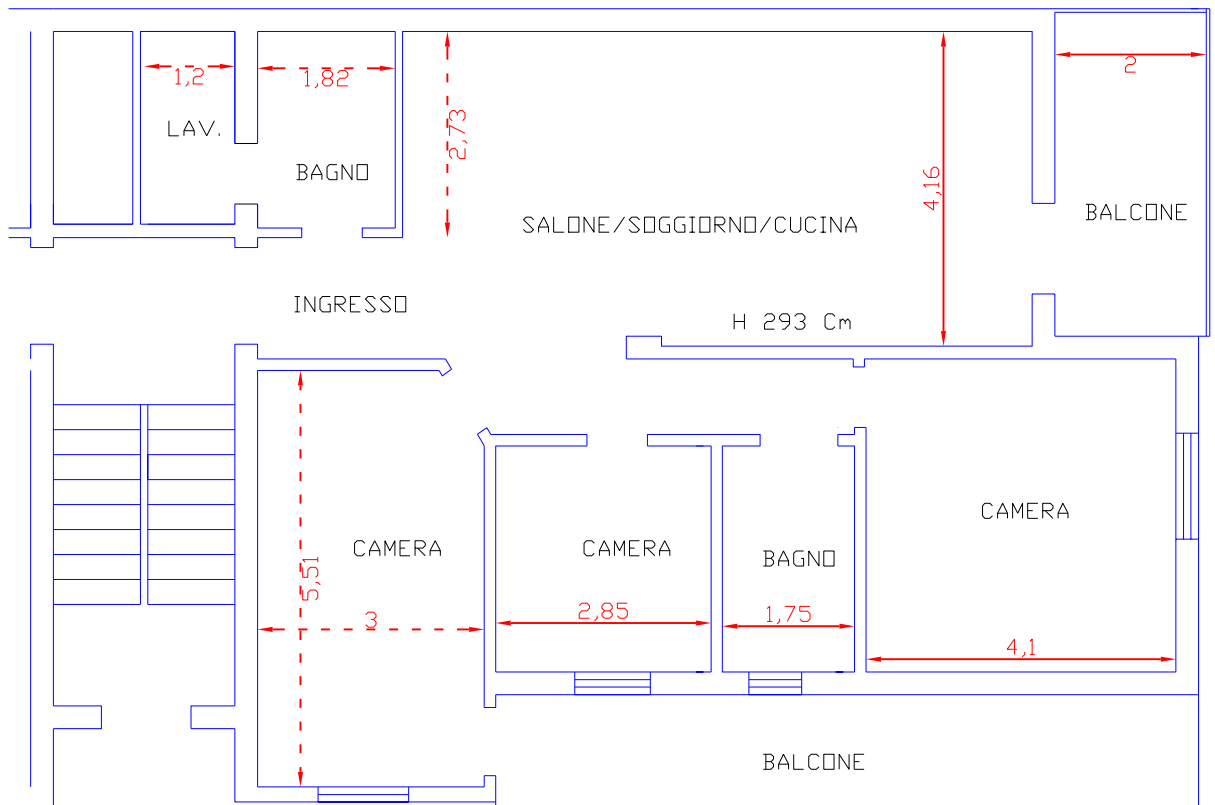 1,2
1,82
2
LAV.
2,73
BAGNO
4,16
BALCONE
SALONE/SOGGIORNO/CUCINA
INGRESSO
H 293 Cm
CAMERA
CAMERA
BAGNO
CAMERA
5,51
3
2,85
1,75
4,1
BALCONE